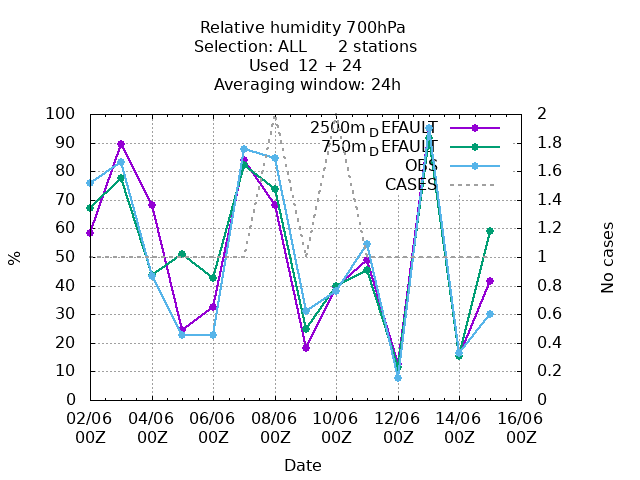 Relative humidity 700hPa
Selection: ALL 2 stations
Used 12 + 24
Averaging window: 24h
100 2
90 1.8
80 1.6
70 1.4
60 1.2
50 1
40 0.8
30 0.6
20 0.4
10 0.2
0 0
2500mDEFAULT
750mDEFAULT
OBS
CASES
%
No cases
02/06 04/06 06/06 08/06 10/06 12/06 14/06 16/06
00Z 00Z 00Z 00Z 00Z 00Z 00Z 00Z
Date